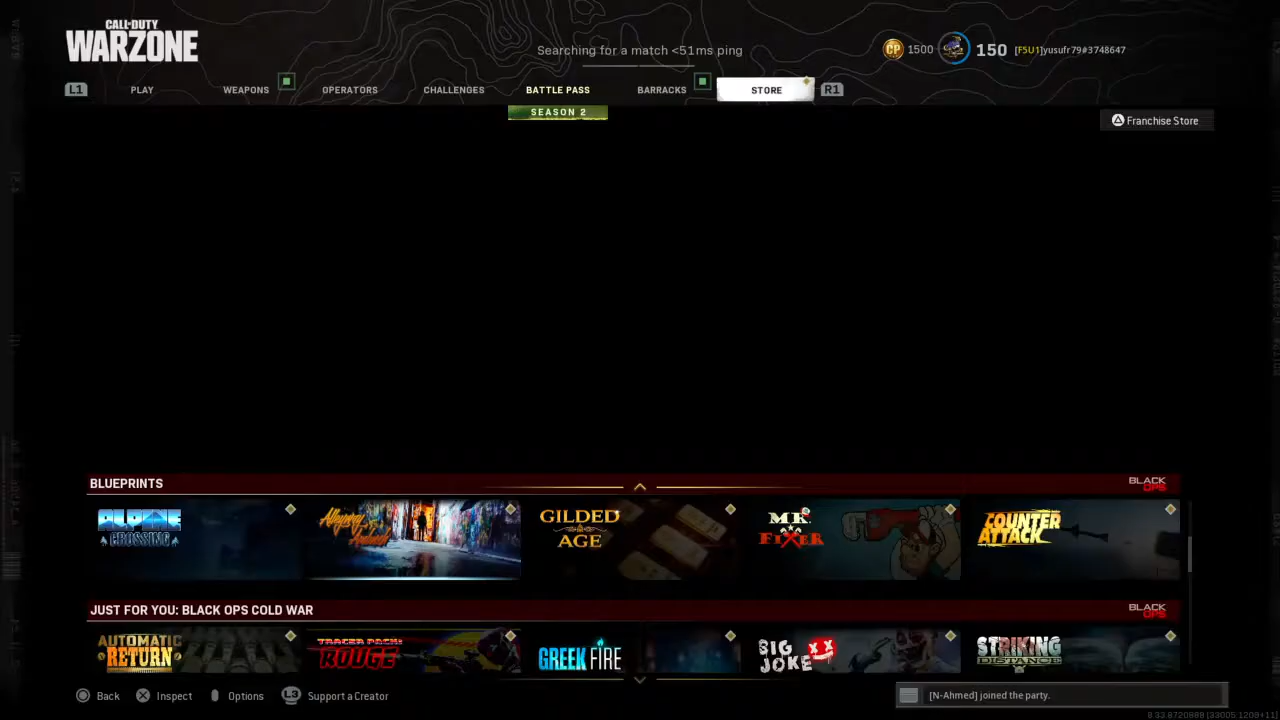 CALL OF DUTY
WARZONE
Searching for a match <51ms ping
CP 1500
150
[F5U1]yusufr79#3748647
L1
PLAY
WEAPONS
OPERATORS
CHALLENGES
BATTLE PASS
BARRACKS
STORE
R1
SEASON 2
Franchise Store
BLUEPRINTS
BLACK
OPS
ALPINE
CROSSING
GILDED
AGE
MR.
FIXER
COUNTER
ATTACK
JUST FOR YOU: BLACK OPS COLD WAR
BLACK
OPS
AUTOMATIC
RETURN
TRACER PACK:
ROUGE
GREEK FIRE
BIG
JOKE
STRIKING
DISTANCE
Back
Inspect
Options
L3
Support a Creator
[N-Ahmed] joined the party.